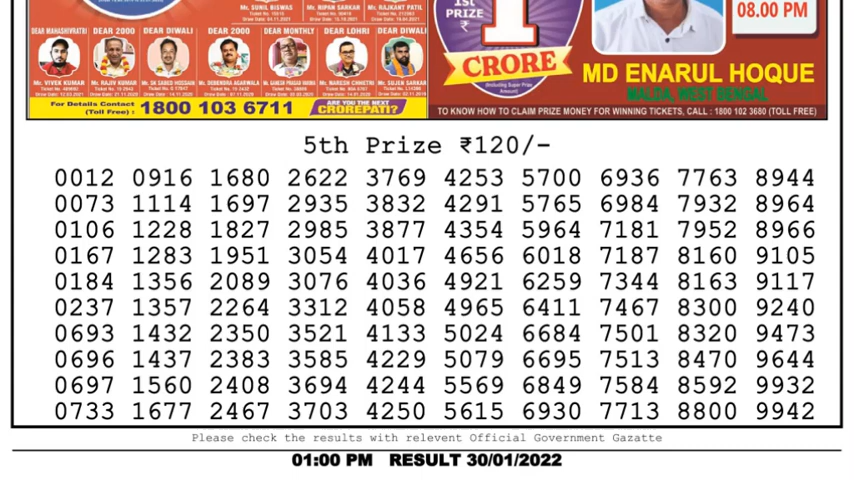 Mr. SUNIL BISWAS Mr. RIPAN SARKAR Mr. RAJKANT PATIL
1st PRIZE ₹ 1 CRORE
(Including Super Prize Amount)
08.00 PM
DEAR MAHASHIVRATRI DEAR 2000 DEAR DIWALI DEAR 2000 DEAR MONTHLY DEAR LOHRI DEAR DIWALI
Mr. VIVEK KUMAR Mr. RAJIV KUMAR Mr. SK SAHEB HOSSAIN Mr. DEBENDRA AGARWALA Mr. NARESH CHHETRI Mr. SUJEN SARKAR
MD ENARUL HOQUE
MALDA, WEST BENGAL
For Details Contact (Toll Free) : 1800 103 6711 ARE YOU THE NEXT CROREPATI?
TO KNOW HOW TO CLAIM PRIZE MONEY FOR WINNING TICKETS, CALL : 1800 102 3680 (TOLL FREE)
5th Prize ₹120/-
0012 0916 1680 2622 3769 4253 5700 6936 7763 8944
0073 1114 1697 2935 3832 4291 5765 6984 7932 8964
0106 1228 1827 2985 3877 4354 5964 7181 7952 8966
0167 1283 1951 3054 4017 4656 6018 7187 8160 9105
0184 1356 2089 3076 4036 4921 6259 7344 8163 9117
0237 1357 2264 3312 4058 4965 6411 7467 8300 9240
0693 1432 2350 3521 4133 5024 6684 7501 8320 9473
0696 1437 2383 3585 4229 5079 6695 7513 8470 9644
0697 1560 2408 3694 4244 5569 6849 7584 8592 9932
0733 1677 2467 3703 4250 5615 6930 7713 8800 9942
Please check the results with relevent Official Government Gazatte
01:00 PM RESULT 30/01/2022